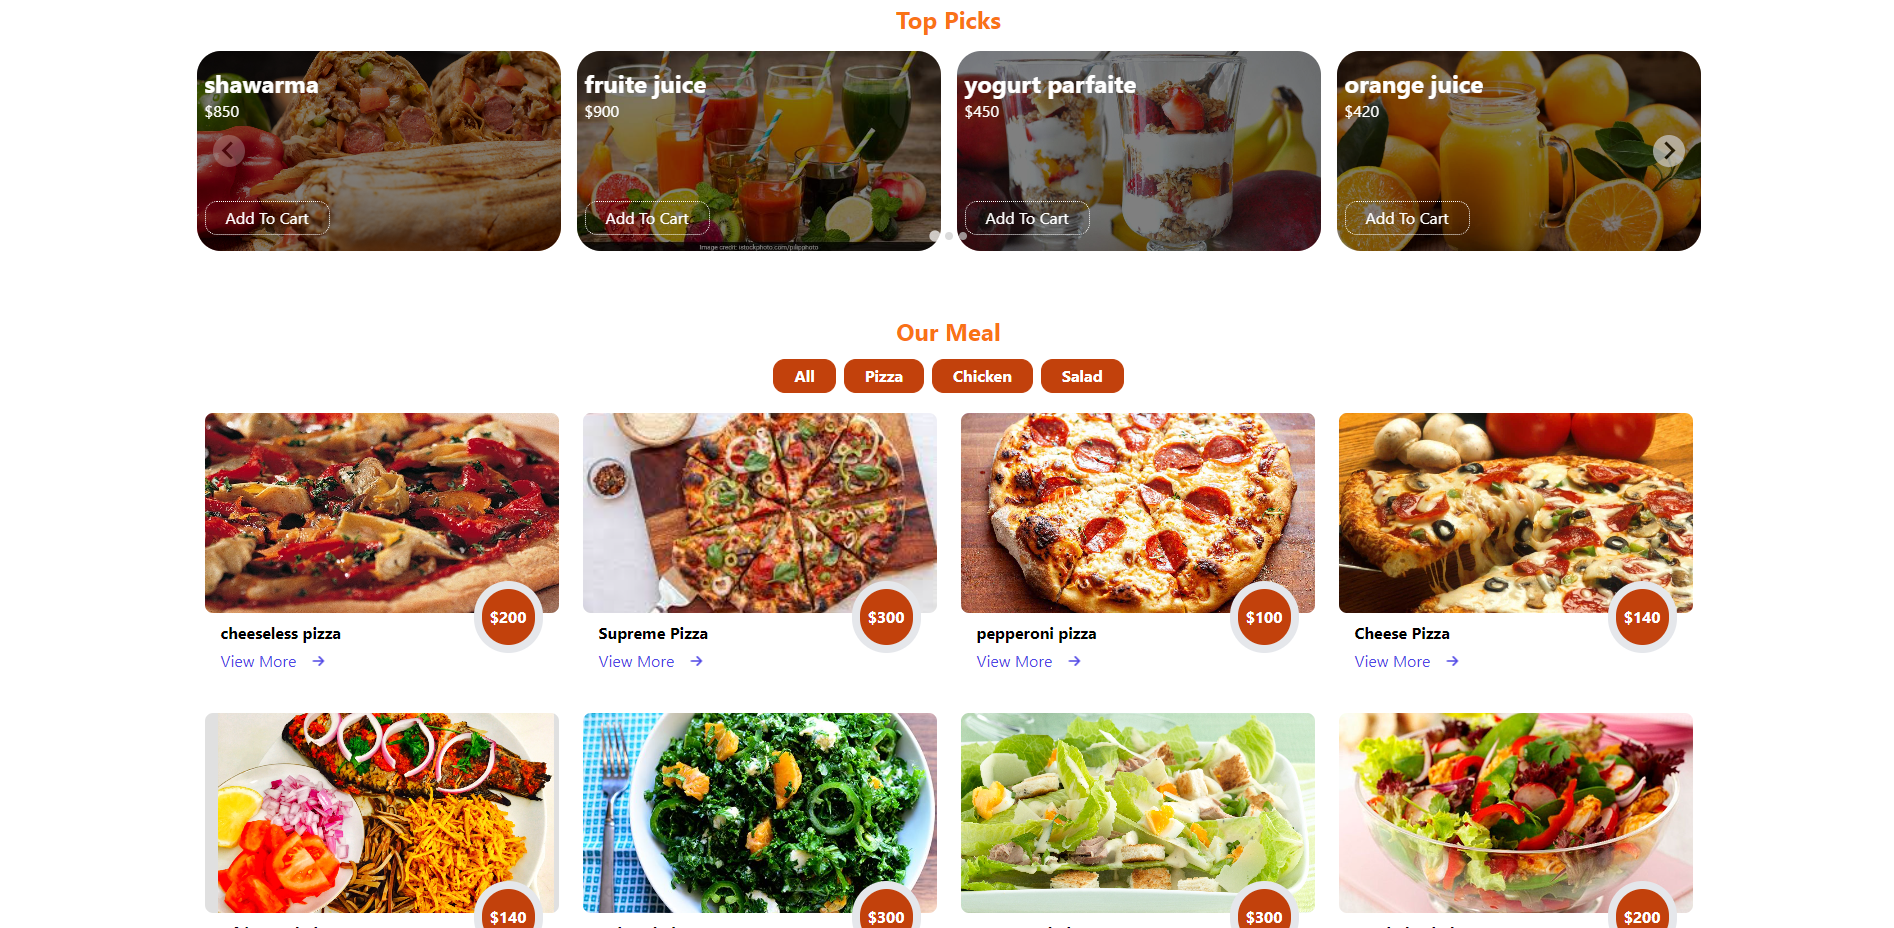 Top Picks
shawarma
$850
Add To Cart
fruite juice
$900
Add To Cart
Image credit: istockphoto.com/pilipphoto
yogurt parfaite
$450
Add To Cart
orange juice
$420
Add To Cart
Our Meal
All Pizza Chicken Salad
$200
cheeseless pizza
View More
$300
Supreme Pizza
View More
$100
pepperoni pizza
View More
$140
Cheese Pizza
View More
$140
$300
$300
$200